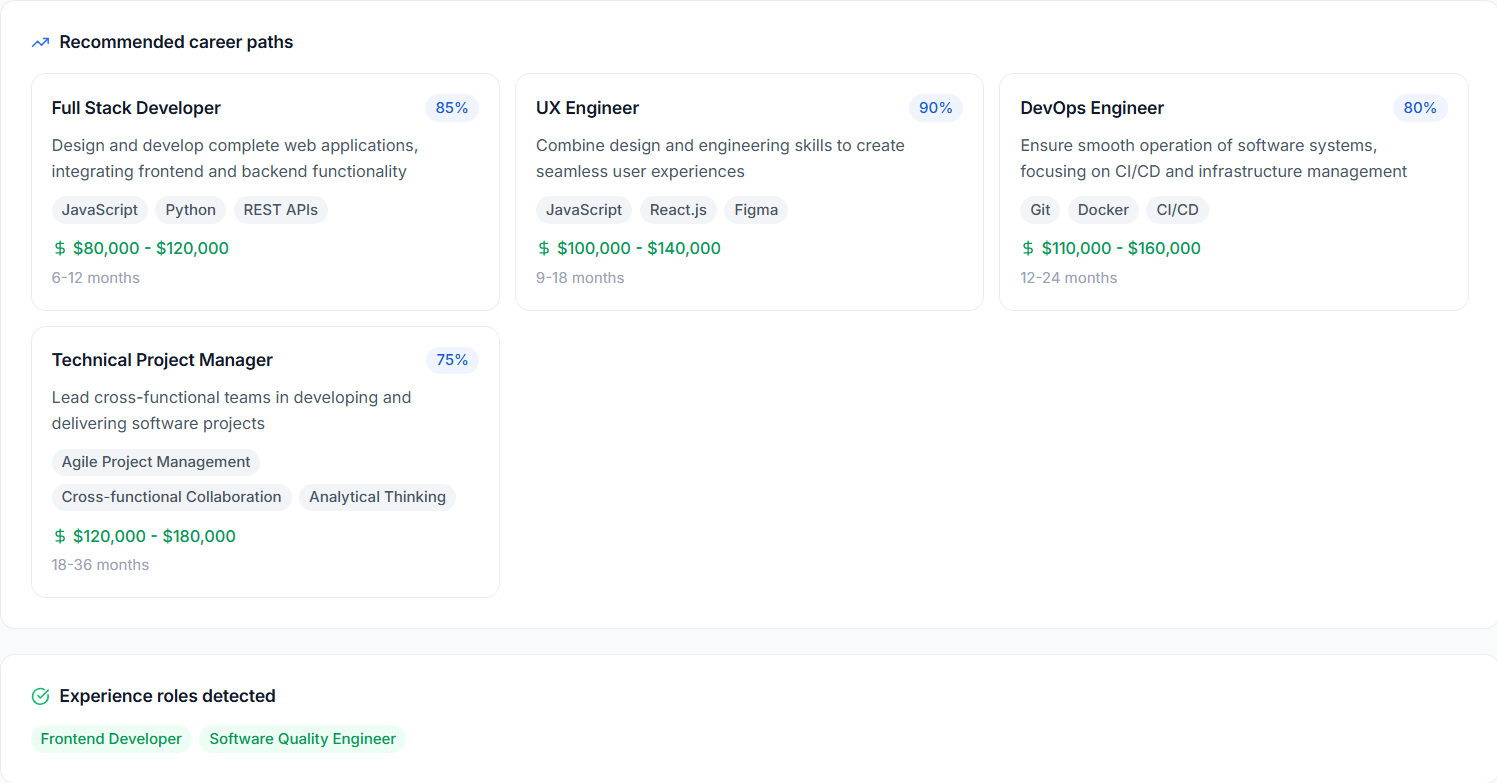 Recommended career paths
Full Stack Developer
85%
Design and develop complete web applications,
integrating frontend and backend functionality
JavaScript Python REST APIs
$ $80,000 - $120,000
6-12 months
UX Engineer
90%
Combine design and engineering skills to create
seamless user experiences
JavaScript React.js Figma
$ $100,000 - $140,000
9-18 months
DevOps Engineer
80%
Ensure smooth operation of software systems,
focusing on CI/CD and infrastructure management
Git Docker CI/CD
$ $110,000 - $160,000
12-24 months
Technical Project Manager
75%
Lead cross-functional teams in developing and
delivering software projects
Agile Project Management
Cross-functional Collaboration Analytical Thinking
$ $120,000 - $180,000
18-36 months
Experience roles detected
Frontend Developer Software Quality Engineer